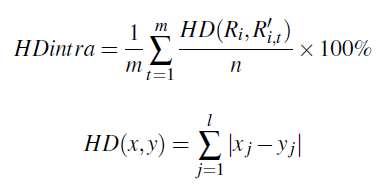 HDintra = \frac{1}{m} \sum_{t=1}^{m} \frac{HD(R_i, R'_{i,t})}{n} \times 100\%
HD(x,y) = \sum_{j=1}^{l} |x_j - y_j|